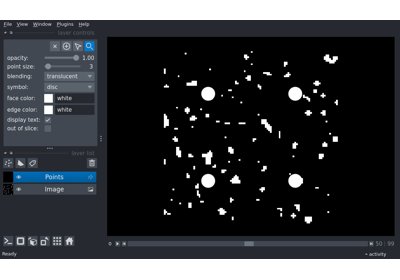 File View Window Plugins Help
layer controls
opacity: 1.00
point size: 3
blending: translucent
symbol: disc
face color: white
edge color: white
display text:
out of slice:
layer list
Points
Image
Ready
0 50 99
activity